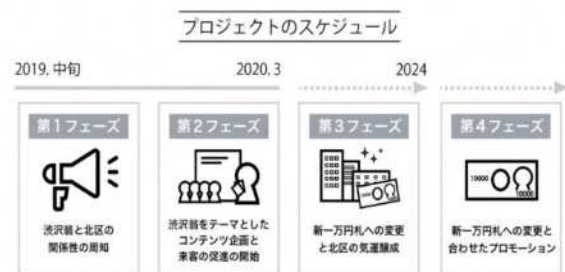 プロジェクトのスケジュール
2019. 中旬
2020. 3
2024
第1フェーズ
渋沢翁と北区の
関係性の周知
第2フェーズ
渋沢翁をテーマとした
コンテンツ企画と
来客の促進の開始
第3フェーズ
新一万円札への変更
と北区の気運醸成
第4フェーズ
10000
10000
新一万円札への変更と
合わせたプロモーション